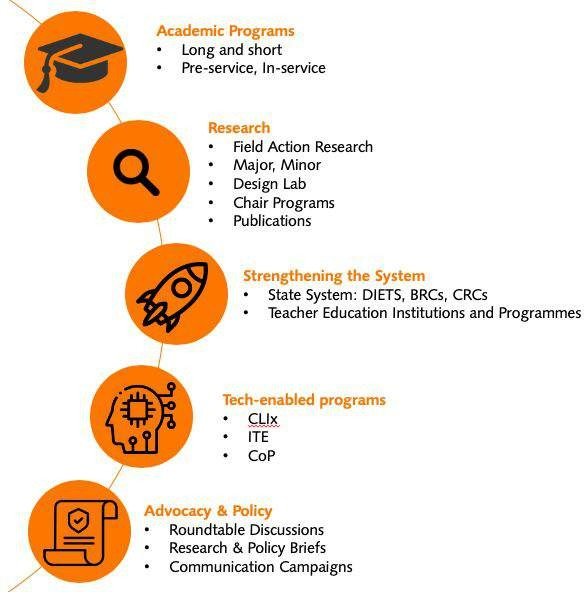 Academic Programs
• Long and short
• Pre-service, In-service
Research
• Field Action Research
• Major, Minor
• Design Lab
• Chair Programs
• Publications
Strengthening the System
• State System: DIETS, BRCs, CRCs
• Teacher Education Institutions and Programmes
Tech-enabled programs
• CLIx
• ITE
• CoP
Advocacy & Policy
• Roundtable Discussions
• Research & Policy Briefs
• Communication Campaigns